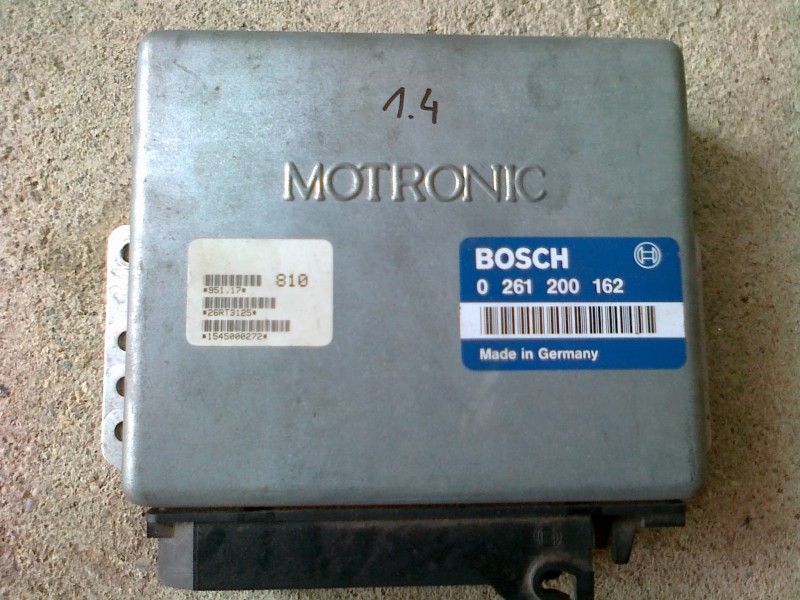 1.4
MOTRONIC
810
*951.17*
*26RT3125*
*1545000272*
BOSCH
0 261 200 162
Made in Germany